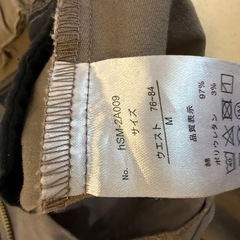 No. hSM-2A009
サイズ
ウエスト 76-84
M
品質表示
綿 97%
ポリウレタン 3%